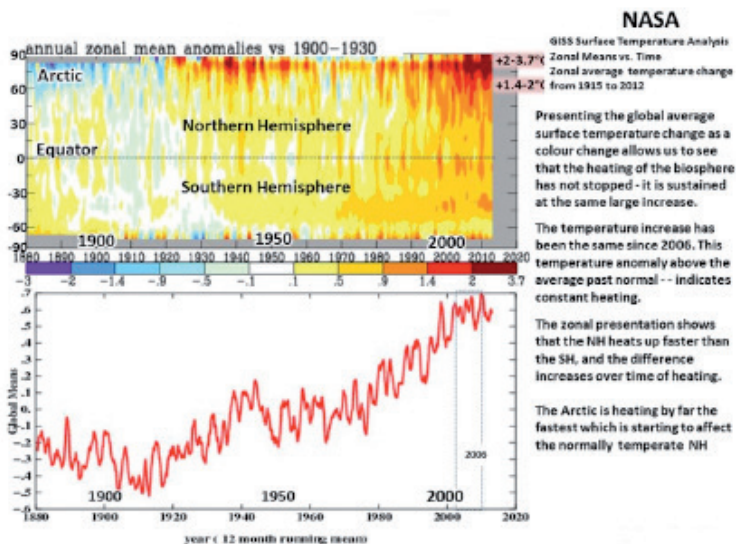 NASA
GISS Surface Temperature Analysis
Zonal Means vs. Time
Zonal average temperature change
from 1915 to 2012
annual zonal mean anomalies vs 1900-1930
90
60
30
0
-30
-60
-90
Arctic
Northern Hemisphere
Equator
Southern Hemisphere
+2-3.7°C
+1.4-2°C
1900
1950
2000
1880 1890 1900 1910 1920 1930 1940 1950 1960 1970 1980 1990 2000 2010 2020
-3 -2 -1.4 -.9 -.5 -.1 .1 .5 .9 1.4 2 3.7
Presenting the global average
surface temperature change as a
colour change allows us to see
that the heating of the biosphere
has not stopped - it is sustained
at the same large increase.
The temperature increase has
been the same since 2006. This
temperature anomaly above the
average past normal - - indicates
constant heating.
The zonal presentation shows
that the NH heats up faster than
the SH, and the difference
increases over time of heating.
The Arctic is heating by far the
fastest which is starting to affect
the normally temperate NH
Global Means
.7
.6
.5
.4
.3
.2
.1
0.
-.1
-.2
-.3
-.4
-.5
-.6
2006
1900
1950
2000
1880 1900 1920 1940 1960 1980 2000 2020
year ( 12 month running mean)